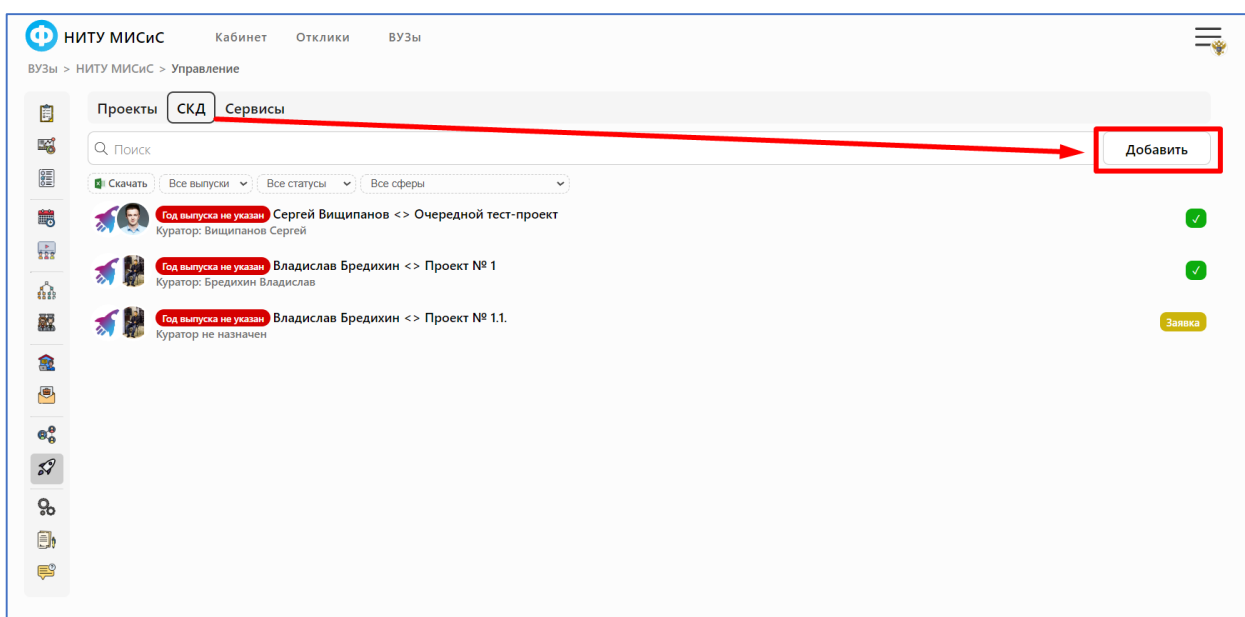 Ф НИТУ МИСиС Кабинет Отклики ВУЗы
ВУЗы > НИТУ МИСиС > Управление
Проекты СКД Сервисы
Поиск Добавить
Скачать Все выпуски Все статусы Все сферы
Год выпуска не указан Сергей Вищипанов <> Очередной тест-проект
Куратор: Вищипанов Сергей
Год выпуска не указан Владислав Бредихин <> Проект № 1
Куратор: Бредихин Владислав
Год выпуска не указан Владислав Бредихин <> Проект № 1.1.
Куратор не назначен Заявка